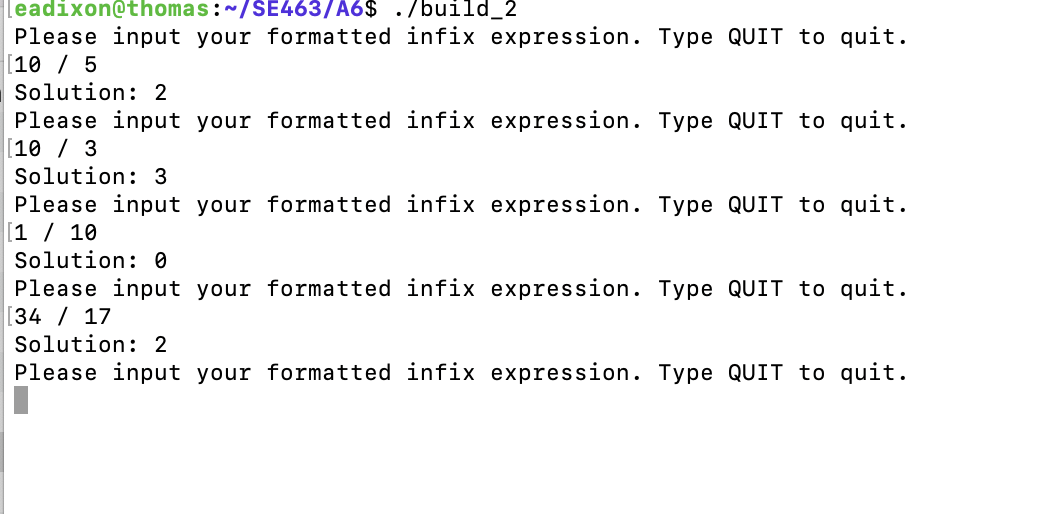 [eadixon@thomas:~/SE463/A6$ ./build_2
Please input your formatted infix expression. Type QUIT to quit.
[10 / 5
Solution: 2
Please input your formatted infix expression. Type QUIT to quit.
[10 / 3
Solution: 3
Please input your formatted infix expression. Type QUIT to quit.
[1 / 10
Solution: 0
Please input your formatted infix expression. Type QUIT to quit.
[34 / 17
Solution: 2
Please input your formatted infix expression. Type QUIT to quit.